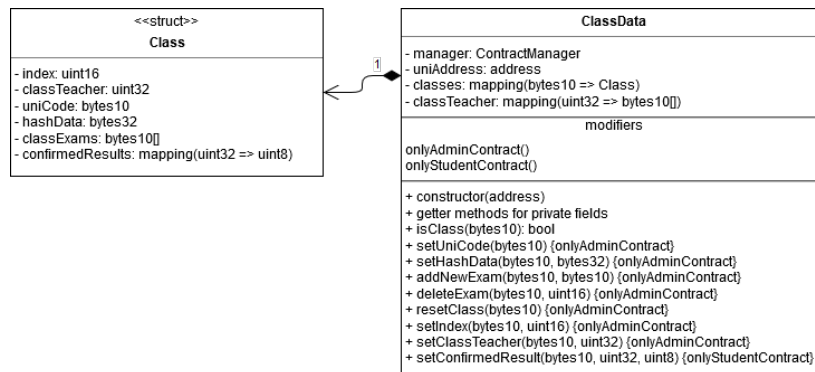 <<struct>>
Class
- index: uint16
- classTeacher: uint32
- uniCode: bytes10
- hashData: bytes32
- classExams: bytes10[]
- confirmedResults: mapping(uint32 => uint8)
1
ClassData
- manager: ContractManager
- uniAddress: address
- classes: mapping(bytes10 => Class)
- classTeacher: mapping(uint32 => bytes10[])
modifiers
onlyAdminContract()
onlyStudentContract()
+ constructor(address)
+ getter methods for private fields
+ isClass(bytes10): bool
+ setUniCode(bytes10) {onlyAdminContract}
+ setHashData(bytes10, bytes32) {onlyAdminContract}
+ addNewExam(bytes10, bytes10) {onlyAdminContract}
+ deleteExam(bytes10, uint16) {onlyAdminContract}
+ resetClass(bytes10) {onlyAdminContract}
+ setIndex(bytes10, uint16) {onlyAdminContract}
+ setClassTeacher(bytes10, uint32) {onlyAdminContract}
+ setConfirmedResult(bytes10, uint32, uint8) {onlyStudentContract}